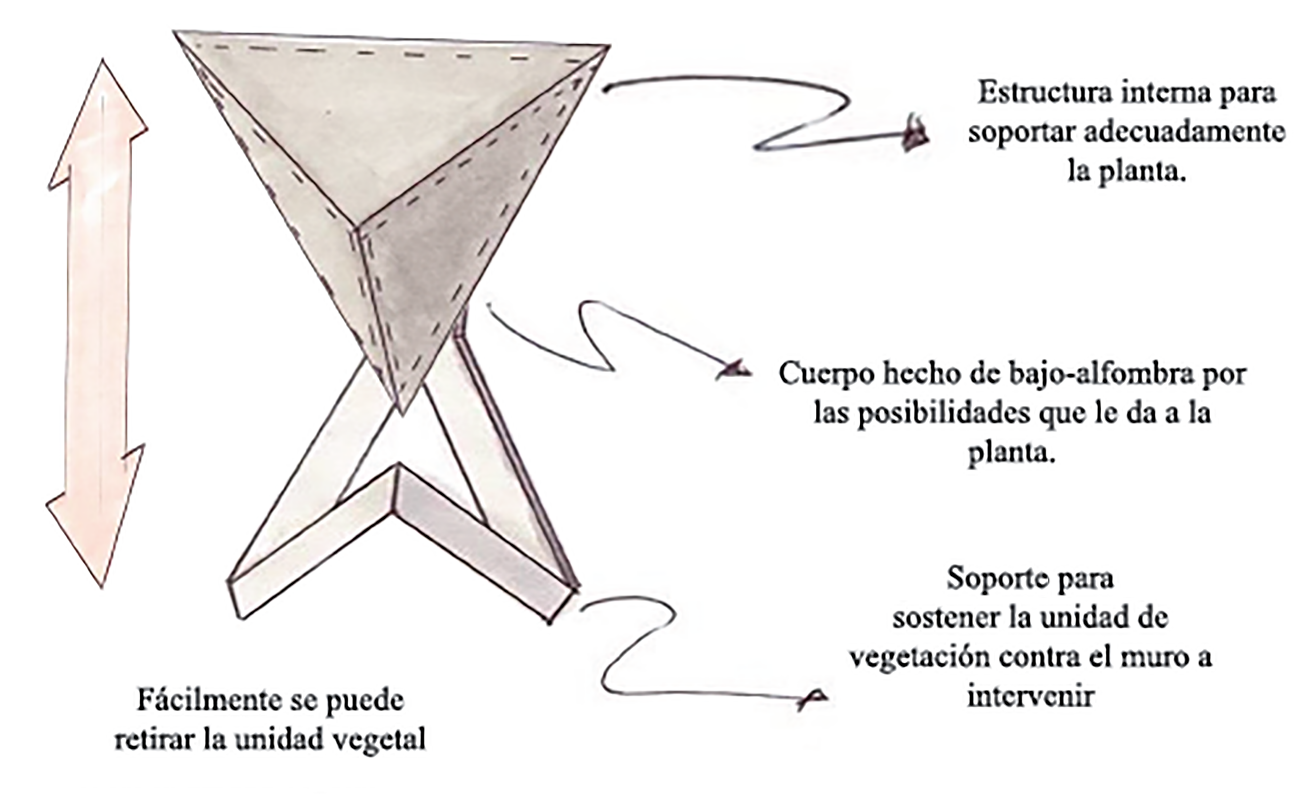 Estructura interna para
soportar adecuadamente
la planta.
Cuerpo hecho de bajo-alfombra por
las posibilidades que le da a la
planta.
Soporte para
sostener la unidad de
vegetación contra el muro a
intervenir
Fácilmente se puede
retirar la unidad vegetal